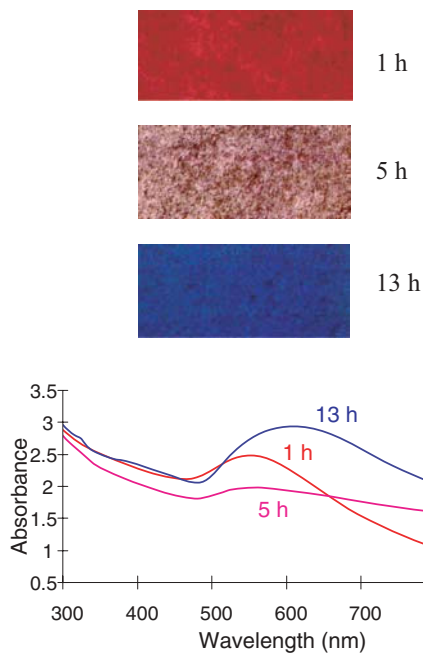 1 h
5 h
13 h
3.5
3
2.5
2
1.5
1
0.5
Absorbance
13 h
1 h
5 h
300 400 500 600 700
Wavelength (nm)